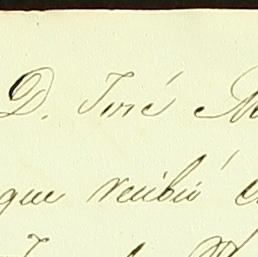 D. José M
que recibió